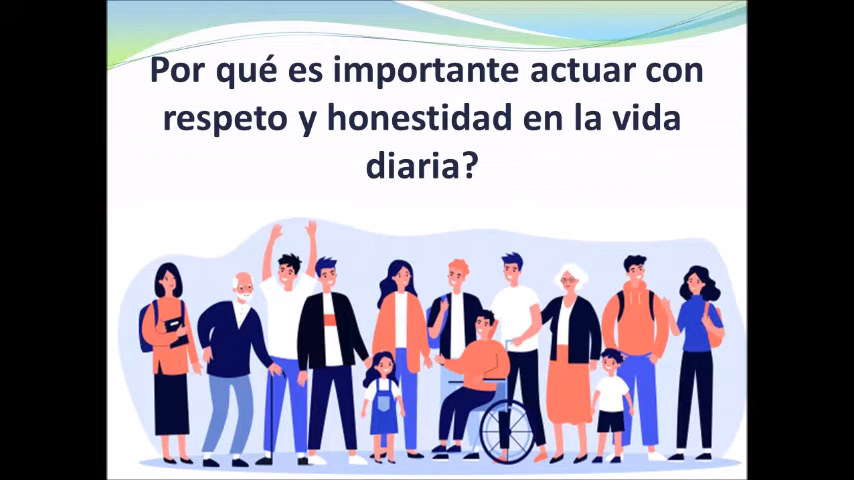 Por qué es importante actuar con
respeto y honestidad en la vida
diaria?